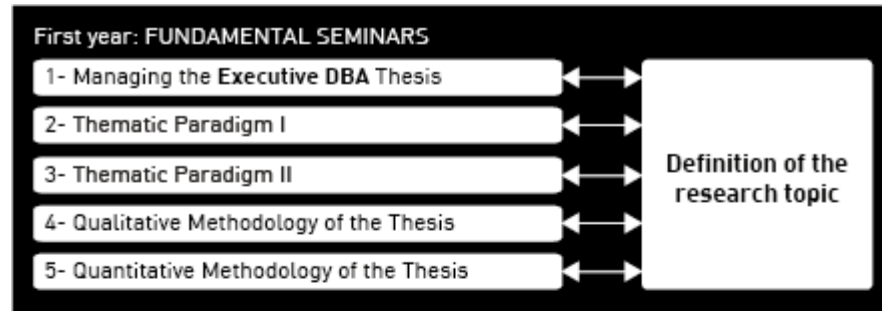 First year: FUNDAMENTAL SEMINARS
1- Managing the Executive DBA Thesis
2- Thematic Paradigm I
3- Thematic Paradigm II
4- Qualitative Methodology of the Thesis
5- Quantitative Methodology of the Thesis
Definition of the
research topic